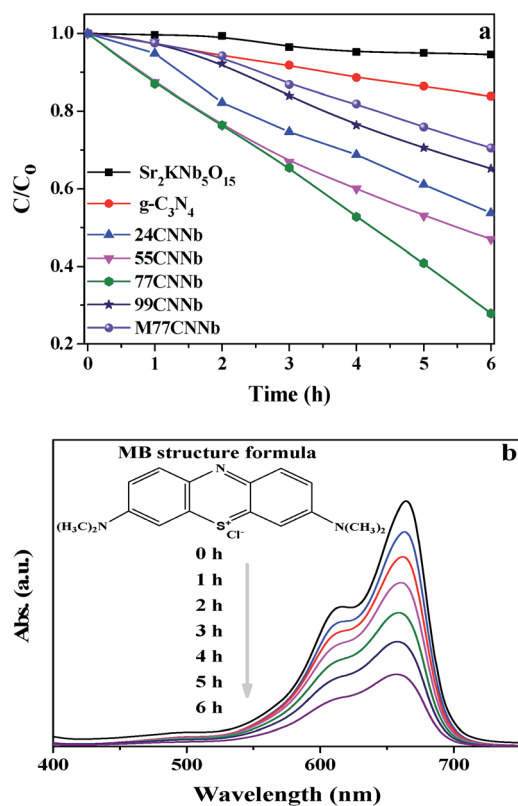 a
1.0
0.8
0.6
0.4
0.2
C/C₀
Sr₂KNb₅O₁₅
g-C₃N₄
24CNNb
55CNNb
77CNNb
99CNNb
M77CNNb
0 1 2 3 4 5 6
Time (h)
b
MB structure formula
N
(H₃C)₂N S⁺ N(CH₃)₂
Cl⁻
0 h
1 h
2 h
3 h
4 h
5 h
6 h
Abs. (a.u.)
400 500 600 700
Wavelength (nm)